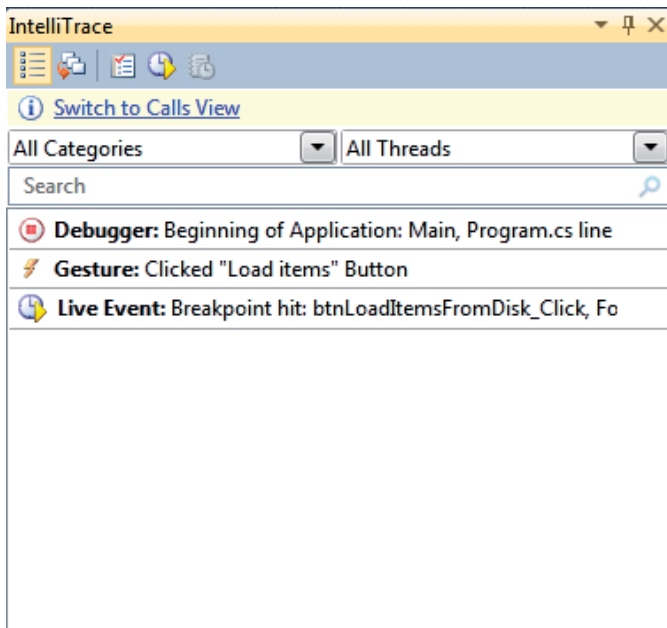 IntelliTrace
Switch to Calls View
All Categories All Threads
Search
Debugger: Beginning of Application: Main, Program.cs line
Gesture: Clicked "Load items" Button
Live Event: Breakpoint hit: btnLoadItemsFromDisk_Click, Fo